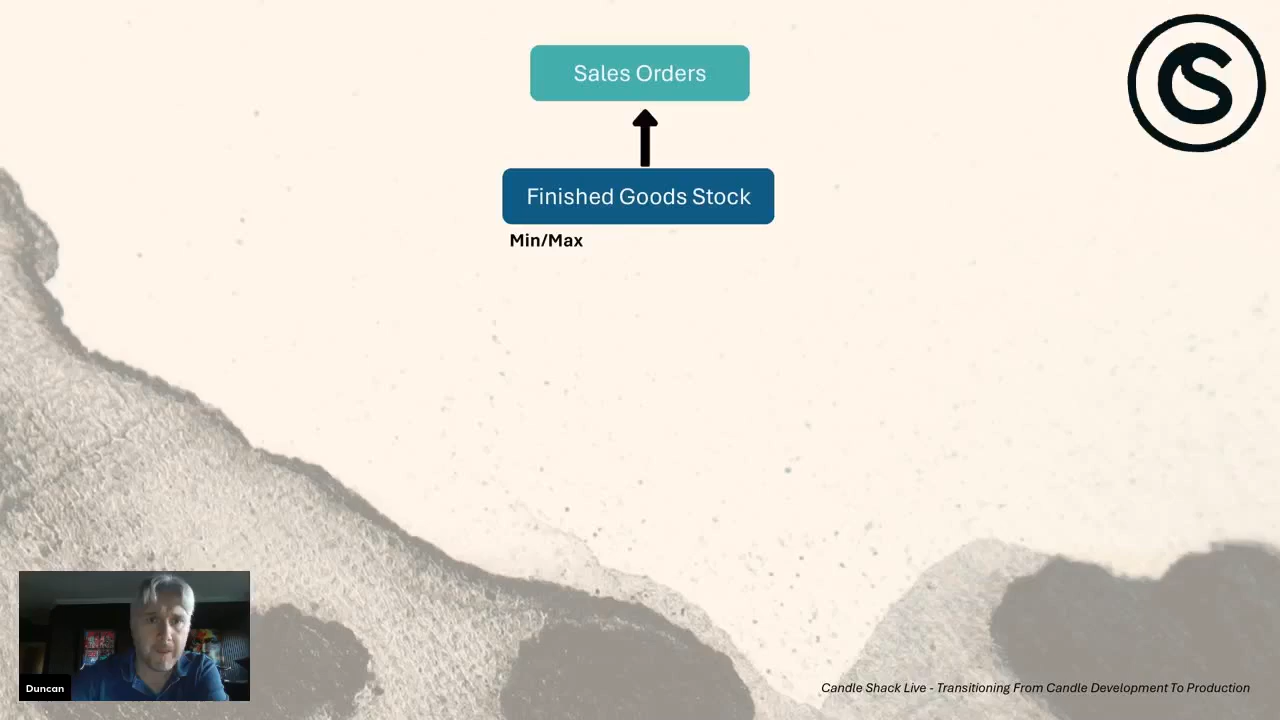 Sales Orders
Finished Goods Stock
Min/Max
Duncan
Candle Shack Live - Transitioning From Candle Development To Production